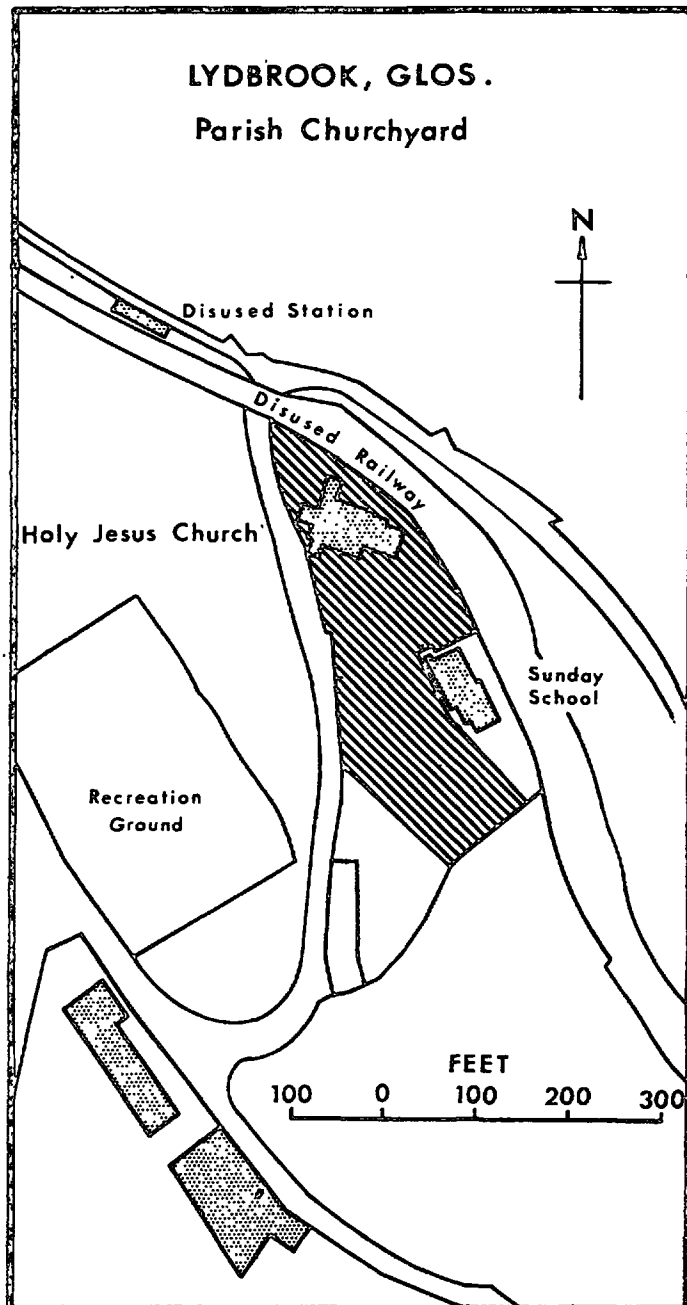 LYDBROOK, GLOS.
Parish Churchyard
N
Disused Station
Disused Railway
Holy Jesus Church
Sunday
School
Recreation
Ground
FEET
100 0 100 200 300